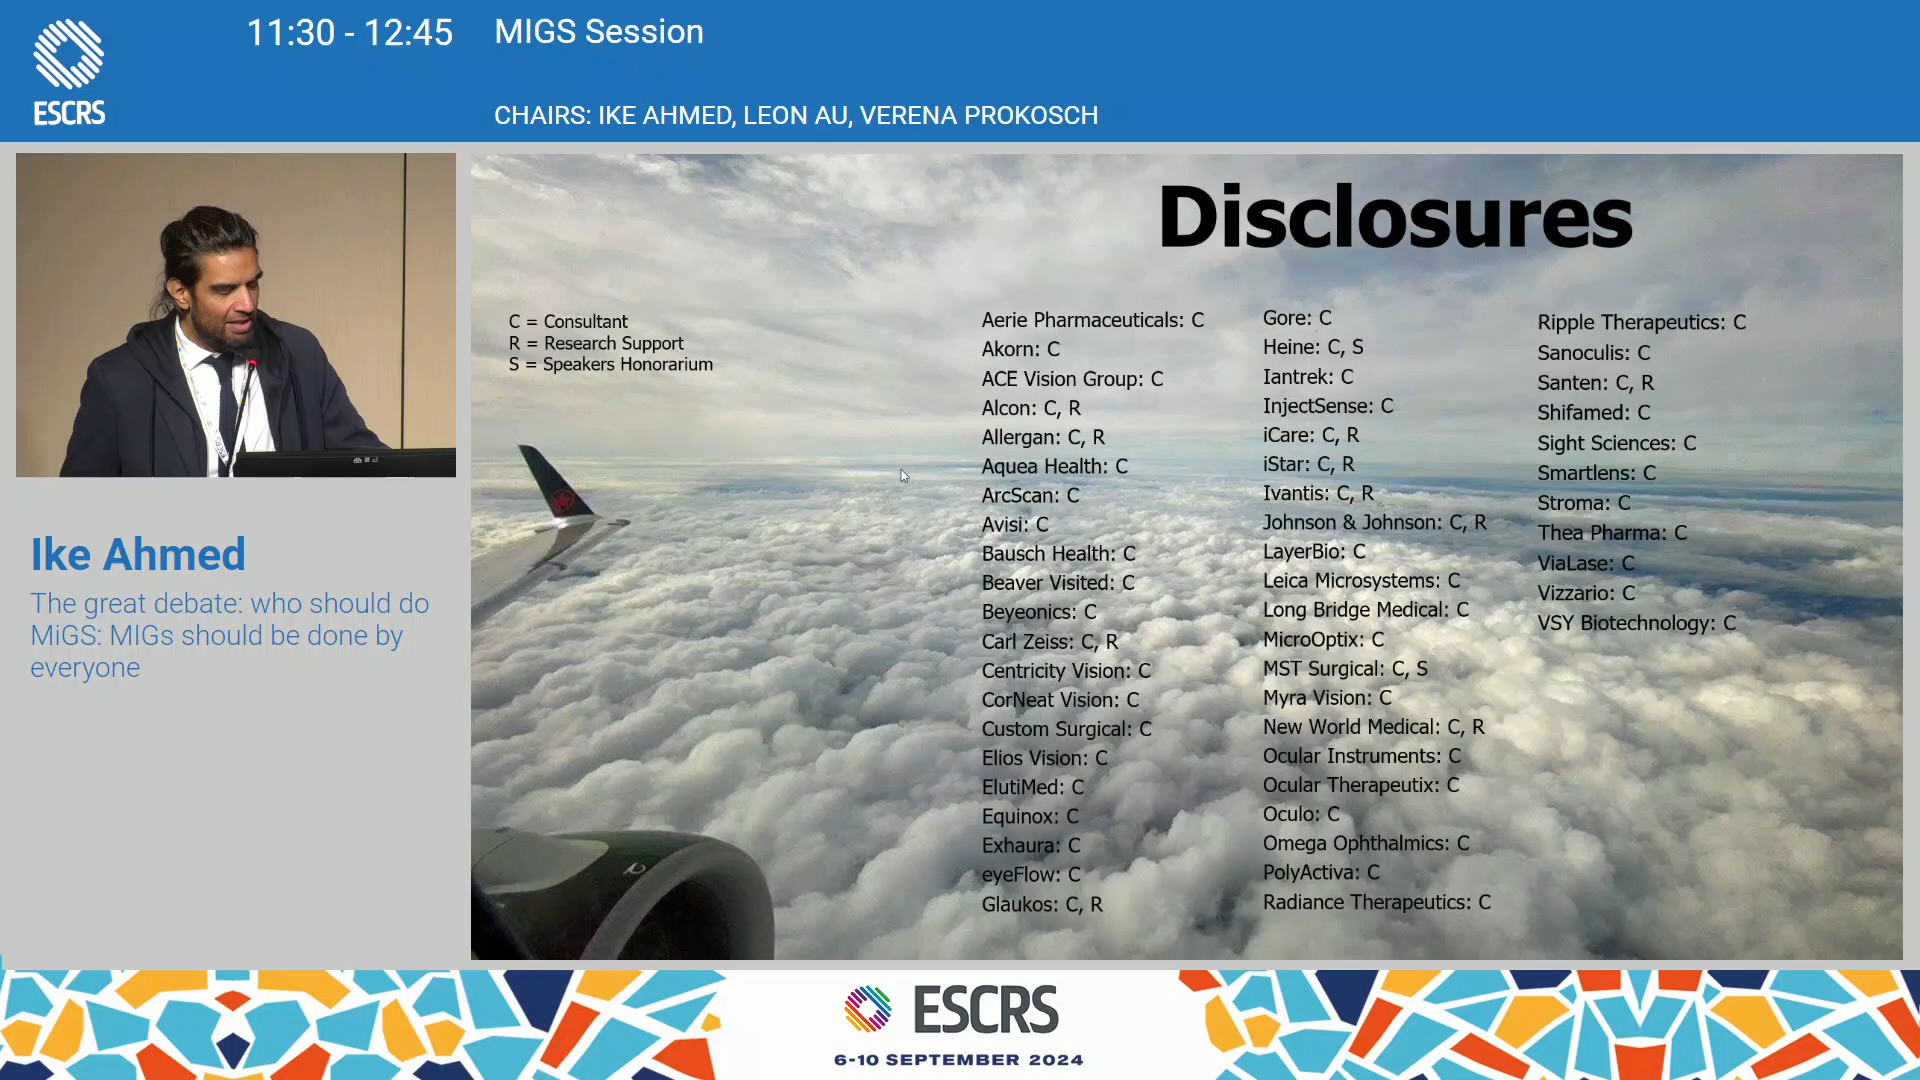 ESCRS
11:30 - 12:45
MIGS Session
CHAIRS: IKE AHMED, LEON AU, VERENA PROKOSCH
Ike Ahmed
The great debate: who should do
MiGS: MIGs should be done by
everyone
Disclosures
C = Consultant
R = Research Support
S = Speakers Honorarium
Aerie Pharmaceuticals: C
Akorn: C
ACE Vision Group: C
Alcon: C, R
Allergan: C, R
Aquea Health: C
ArcScan: C
Avisi: C
Bausch Health: C
Beaver Visited: C
Beyeonics: C
Carl Zeiss: C, R
Centricity Vision: C
CorNeat Vision: C
Custom Surgical: C
Elios Vision: C
ElutiMed: C
Equinox: C
Exhaura: C
eyeFlow: C
Glaukos: C, R
Gore: C
Heine: C, S
Iantrek: C
InjectSense: C
iCare: C, R
iStar: C, R
Ivantis: C, R
Johnson & Johnson: C, R
LayerBio: C
Leica Microsystems: C
Long Bridge Medical: C
MicroOptix: C
MST Surgical: C, S
Myra Vision: C
New World Medical: C, R
Ocular Instruments: C
Ocular Therapeutix: C
Oculo: C
Omega Ophthalmics: C
PolyActiva: C
Radiance Therapeutics: C
Ripple Therapeutics: C
Sanoculis: C
Santen: C, R
Shifamed: C
Sight Sciences: C
Smartlens: C
Stroma: C
Thea Pharma: C
ViaLase: C
Vizzario: C
VSY Biotechnology: C
ESCRS
6-10 SEPTEMBER 2024